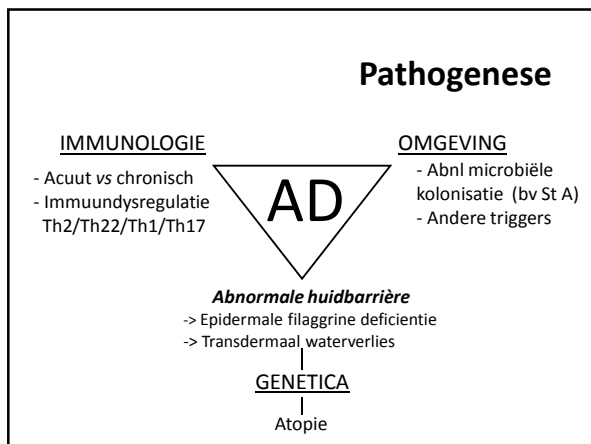 Pathogenese
IMMUNOLOGIE
- Acuut vs chronisch
- Immuundysregulatie
Th2/Th22/Th1/Th17
AD
OMGEVING
- Abnl microbiële
kolonisatie (bv St A)
- Andere triggers
Abnormale huidbarrière
-> Epidermale filaggrine deficientie
-> Transdermaal waterverlies
GENETICA
Atopie